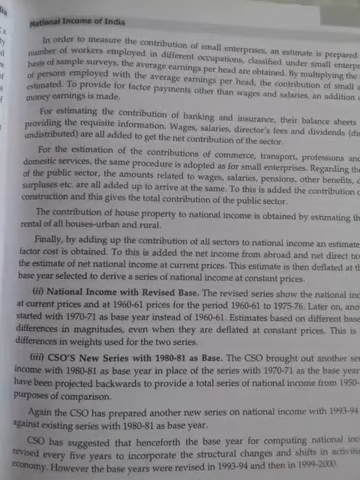 National Income of India
In order to measure the contribution of small enterprises, an estimate is prepared
number of workers employed in different occupations, classified under small enterpr
basis of sample surveys, the average earnings per head are obtained. By multiplying the
of persons employed with the average earnings per head, the contribution of small
estimated. To provide for factor payments other than wages and salaries, an addition
money earnings is made.
For estimating the contribution of banking and insurance, their balance sheets
providing the requisite information. Wages, salaries, director's fees and dividends (di
undistributed) are all added to get the net contribution of the sector.
For the estimation of the contributions of commerce, transport, professions and
domestic services, the same procedure is adopted as for small enterprises. Regarding the
of the public sector, the amounts related to wages, salaries, pensions, other benefits,
surpluses etc. are all added up to arrive at the same. To this is added the contribution
construction and this gives the total contribution of the public sector.
The contribution of house property to national income is obtained by estimating th
rental of all houses-urban and rural.
Finally, by adding up the contribution of all sectors to national income an estimate
factor cost is obtained. To this is added the net income from abroad and net direct tax
the estimate of net national income at current prices. This estimate is then deflated at th
base year selected to derive a series of national income at constant prices.
(ii) National Income with Revised Base. The revised series show the national inc
at current prices and at 1960-61 prices for the period 1960-61 to 1975-76. Later on, ano
started with 1970-71 as base year instead of 1960-61. Estimates based on different base
differences in magnitudes, even when they are deflated at constant prices. This is
differences in weights used for the two series.
(iii) CSO'S New Series with 1980-81 as Base. The CSO brought out another ser
income with 1980-81 as base year in place of the series with 1970-71 as the base year
have been projected backwards to provide a total series of national income from 1950-
purposes of comparison.
Again the CSO has prepared another new series on national income with 1993-94
against existing series with 1980-81 as base year.
CSO has suggested that henceforth the base year for computing national inco
revised every five years to incorporate the structural changes and shifts in activiti
economy. However the base years were revised in 1993-94 and then in 1999-2000.